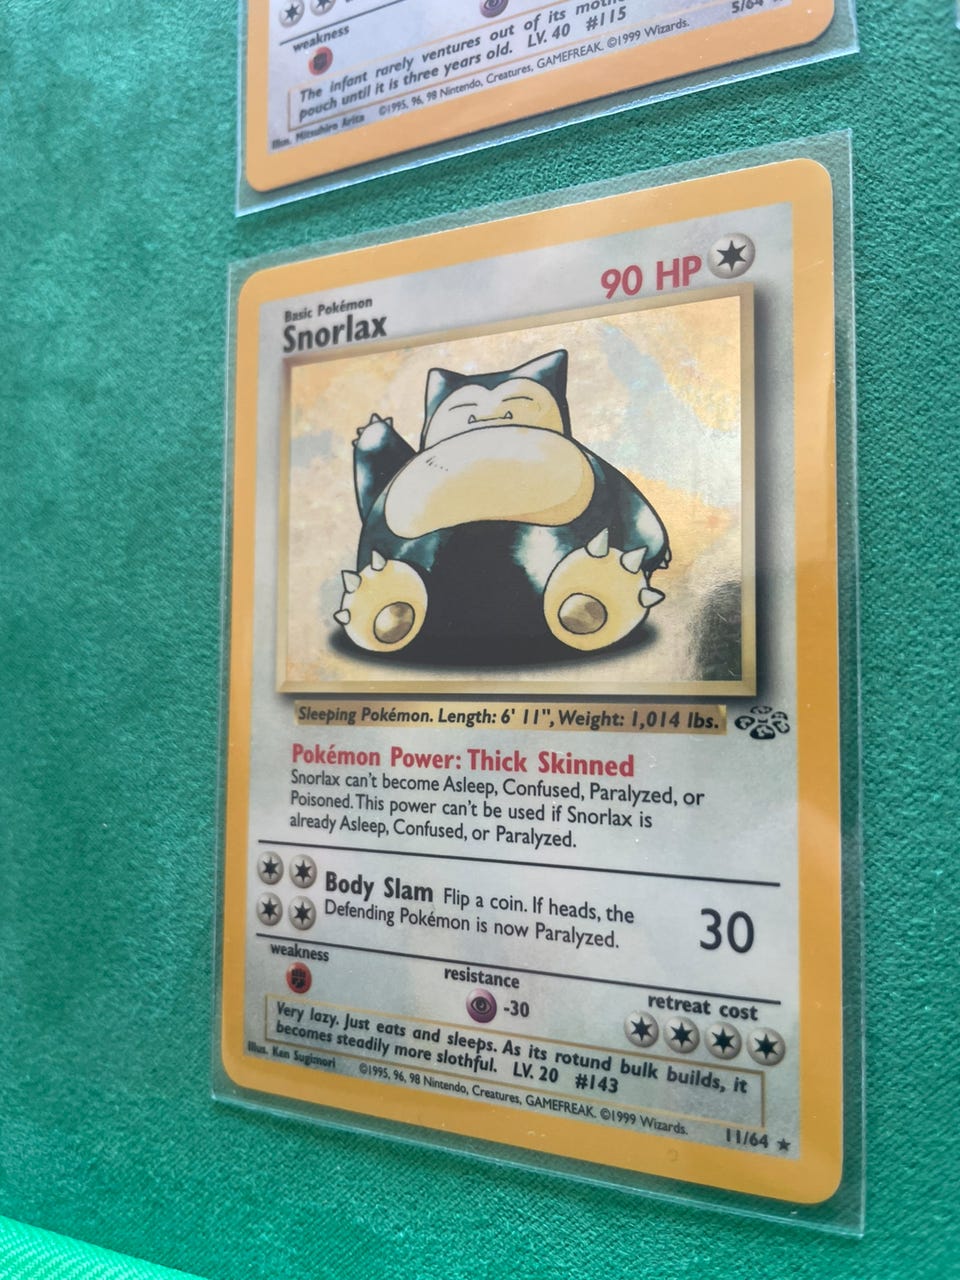 weakness
The infant rarely ventures out of its
pouch until it is three years old. LV. 40 #115
Illus. Mitsuhiro Arita ©1995, 96, 98 Nintendo, Creatures, GAMEFREAK. ©1999 Wizards.
5/64
Basic Pokémon
Snorlax
90 HP
Sleeping Pokémon. Length: 6' 11", Weight: 1,014 lbs.
Pokémon Power: Thick Skinned
Snorlax can't become Asleep, Confused, Paralyzed, or
Poisoned. This power can't be used if Snorlax is
already Asleep, Confused, or Paralyzed.
Body Slam Flip a coin. If heads, the
Defending Pokémon is now Paralyzed.
30
weakness
resistance
-30
retreat cost
Very lazy. Just eats and sleeps. As its rotund bulk builds, it
becomes steadily more slothful. LV. 20 #143
Illus. Ken Sugimori ©1995, 96, 98 Nintendo, Creatures, GAMEFREAK. ©1999 Wizards.
11/64 ★